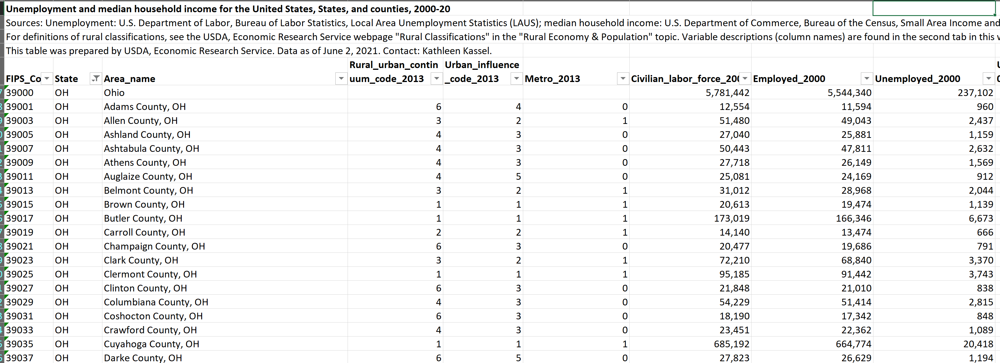 Unemployment and median household income for the United States, States, and counties, 2000-20
Sources: Unemployment: U.S. Department of Labor, Bureau of Labor Statistics, Local Area Unemployment Statistics (LAUS); median household income: U.S. Department of Commerce, Bureau of the Census, Small Area Income and
For definitions of rural classifications, see the USDA, Economic Research Service webpage "Rural Classifications" in the "Rural Economy & Population" topic. Variable descriptions (column names) are found in the second tab in this
This table was prepared by USDA, Economic Research Service. Data as of June 2, 2021. Contact: Kathleen Kassel.
Rural_urban_contin Urban_influence
FIPS_Co State Area_name uum_code_2013 _code_2013 Metro_2013 Civilian_labor_force_200 Employed_2000 Unemployed_2000
39000 OH Ohio 5,781,442 5,544,340 237,102
39001 OH Adams County, OH 6 4 0 12,554 11,594 960
39003 OH Allen County, OH 3 2 1 51,480 49,043 2,437
39005 OH Ashland County, OH 4 3 0 27,040 25,881 1,159
39007 OH Ashtabula County, OH 4 3 0 50,443 47,811 2,632
39009 OH Athens County, OH 4 3 0 27,718 26,149 1,569
39011 OH Auglaize County, OH 4 5 0 25,081 24,169 912
39013 OH Belmont County, OH 3 2 1 31,012 28,968 2,044
39015 OH Brown County, OH 1 1 1 20,613 19,474 1,139
39017 OH Butler County, OH 1 1 1 173,019 166,346 6,673
39019 OH Carroll County, OH 2 2 1 14,140 13,474 666
39021 OH Champaign County, OH 6 3 0 20,477 19,686 791
39023 OH Clark County, OH 3 2 1 72,210 68,840 3,370
39025 OH Clermont County, OH 1 1 1 95,185 91,442 3,743
39027 OH Clinton County, OH 6 3 0 21,848 21,010 838
39029 OH Columbiana County, OH 4 3 0 54,229 51,414 2,815
39031 OH Coshocton County, OH 6 3 0 18,190 17,342 848
39033 OH Crawford County, OH 4 3 0 23,451 22,362 1,089
39035 OH Cuyahoga County, OH 1 1 1 685,192 664,774 20,418
39037 OH Darke County, OH 6 5 0 27,823 26,629 1,194